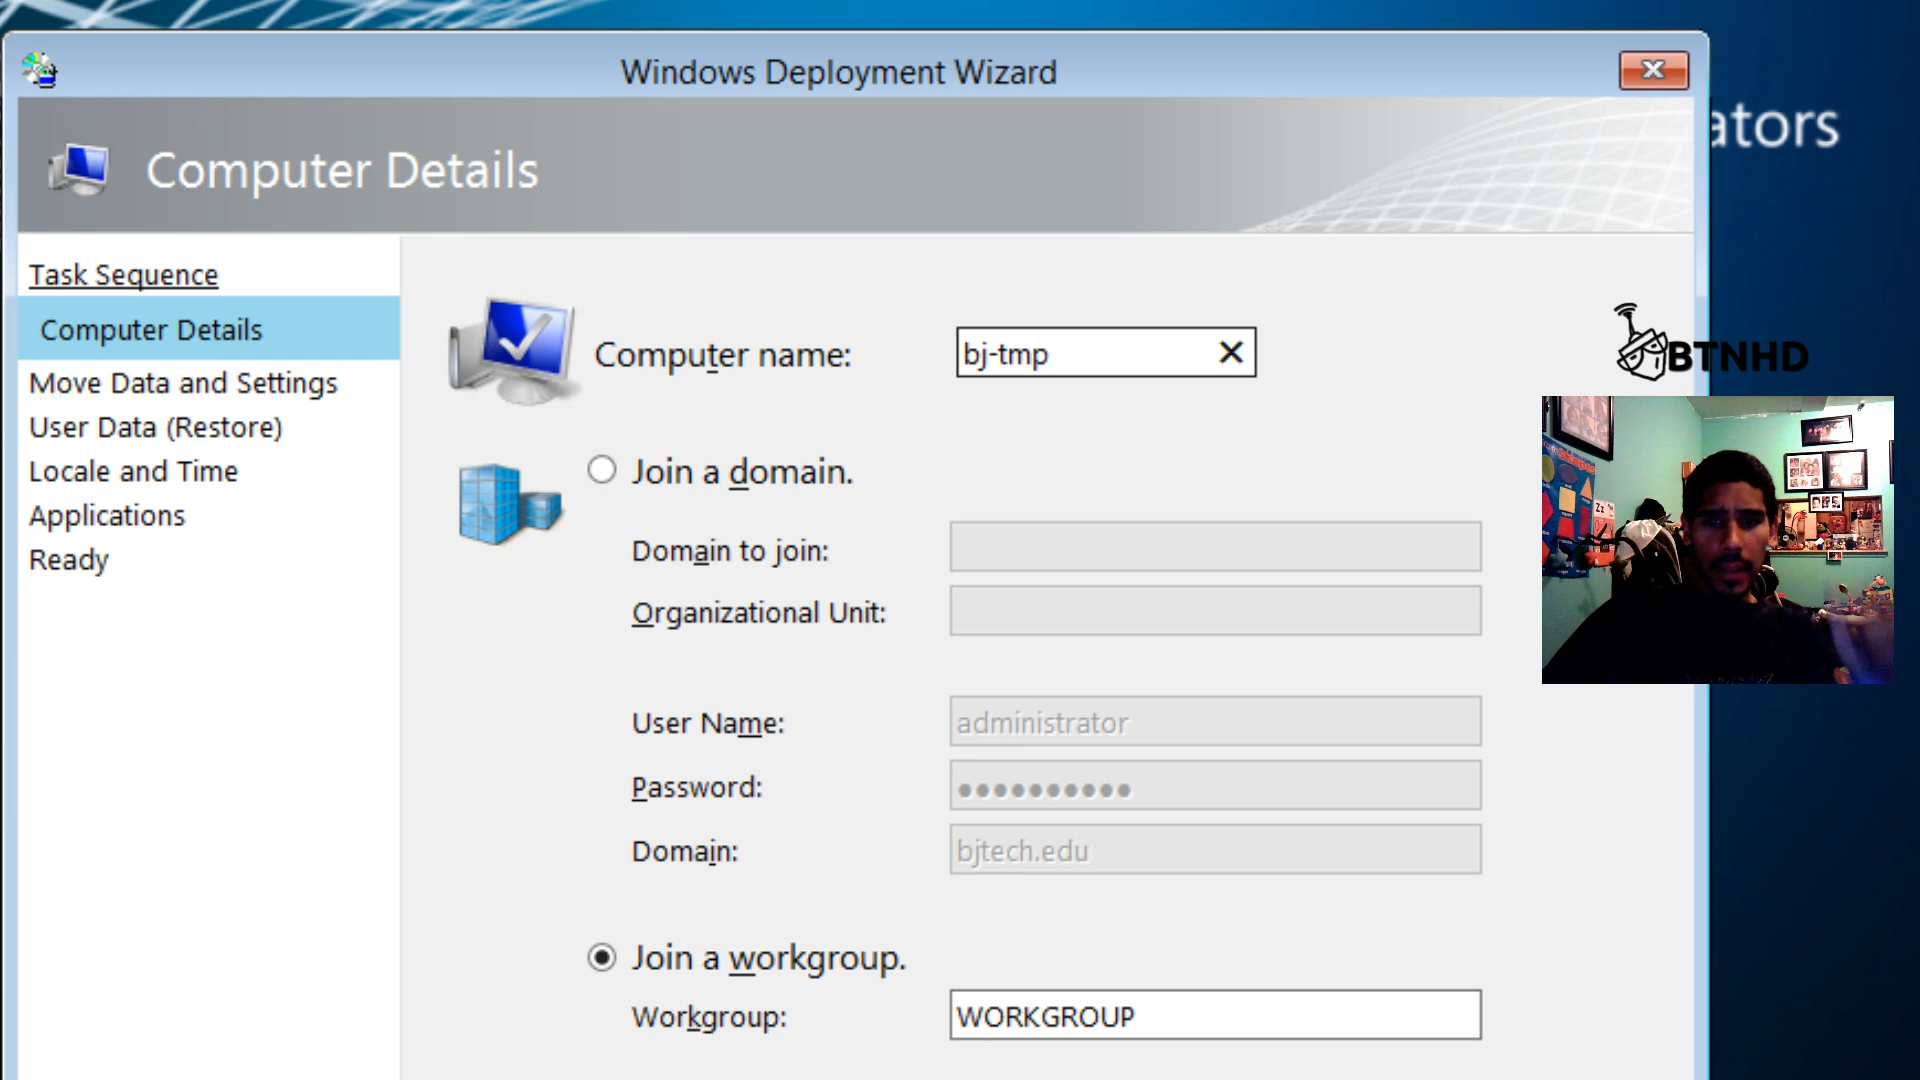 Windows Deployment Wizard
ators
Computer Details
Task Sequence
Computer Details
Move Data and Settings
User Data (Restore)
Locale and Time
Applications
Ready
Computer name: bj-tmp
BTNHD
Join a domain.
Domain to join:
Organizational Unit:
User Name: administrator
Password: ●●●●●●●●●●
Domain: bjtech.edu
Join a workgroup.
Workgroup: WORKGROUP